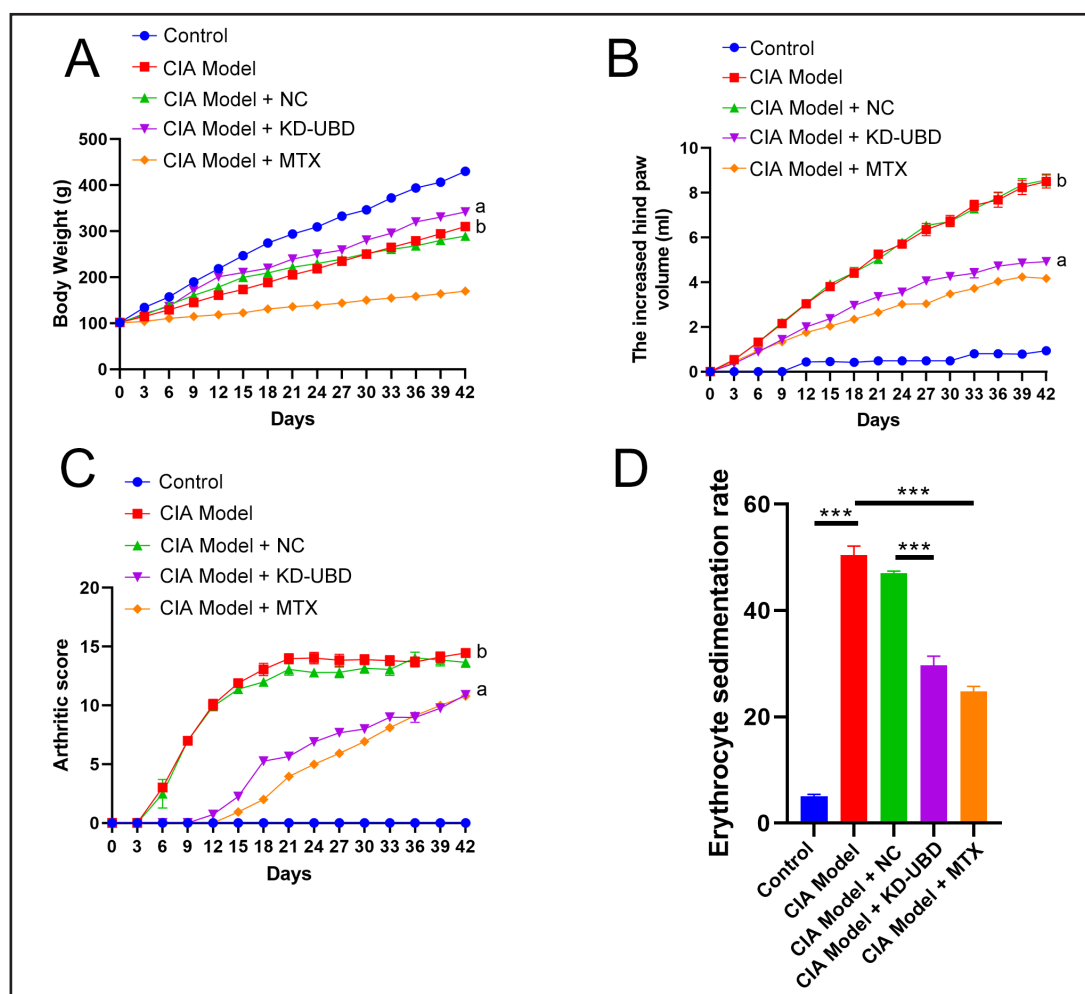 A
Control
CIA Model
CIA Model + NC
CIA Model + KD-UBD
CIA Model + MTX
500
400
300
200
100
0
Body Weight (g)
a
b
0 3 6 9 12 15 18 21 24 27 30 33 36 39 42
Days
B
Control
CIA Model
CIA Model + NC
CIA Model + KD-UBD
CIA Model + MTX
10
8
6
4
2
0
The increased hind paw
volume (ml)
b
a
0 3 6 9 12 15 18 21 24 27 30 33 36 39 42
Days
C
Control
CIA Model
CIA Model + NC
CIA Model + KD-UBD
CIA Model + MTX
20
15
10
5
0
Arthritic score
b
a
0 3 6 9 12 15 18 21 24 27 30 33 36 39 42
Days
D
***
***
***
60
40
20
0
Erythrocyte sedimentation rate
Control
CIA Model
CIA Model + NC
CIA Model + KD-UBD
CIA Model + MTX